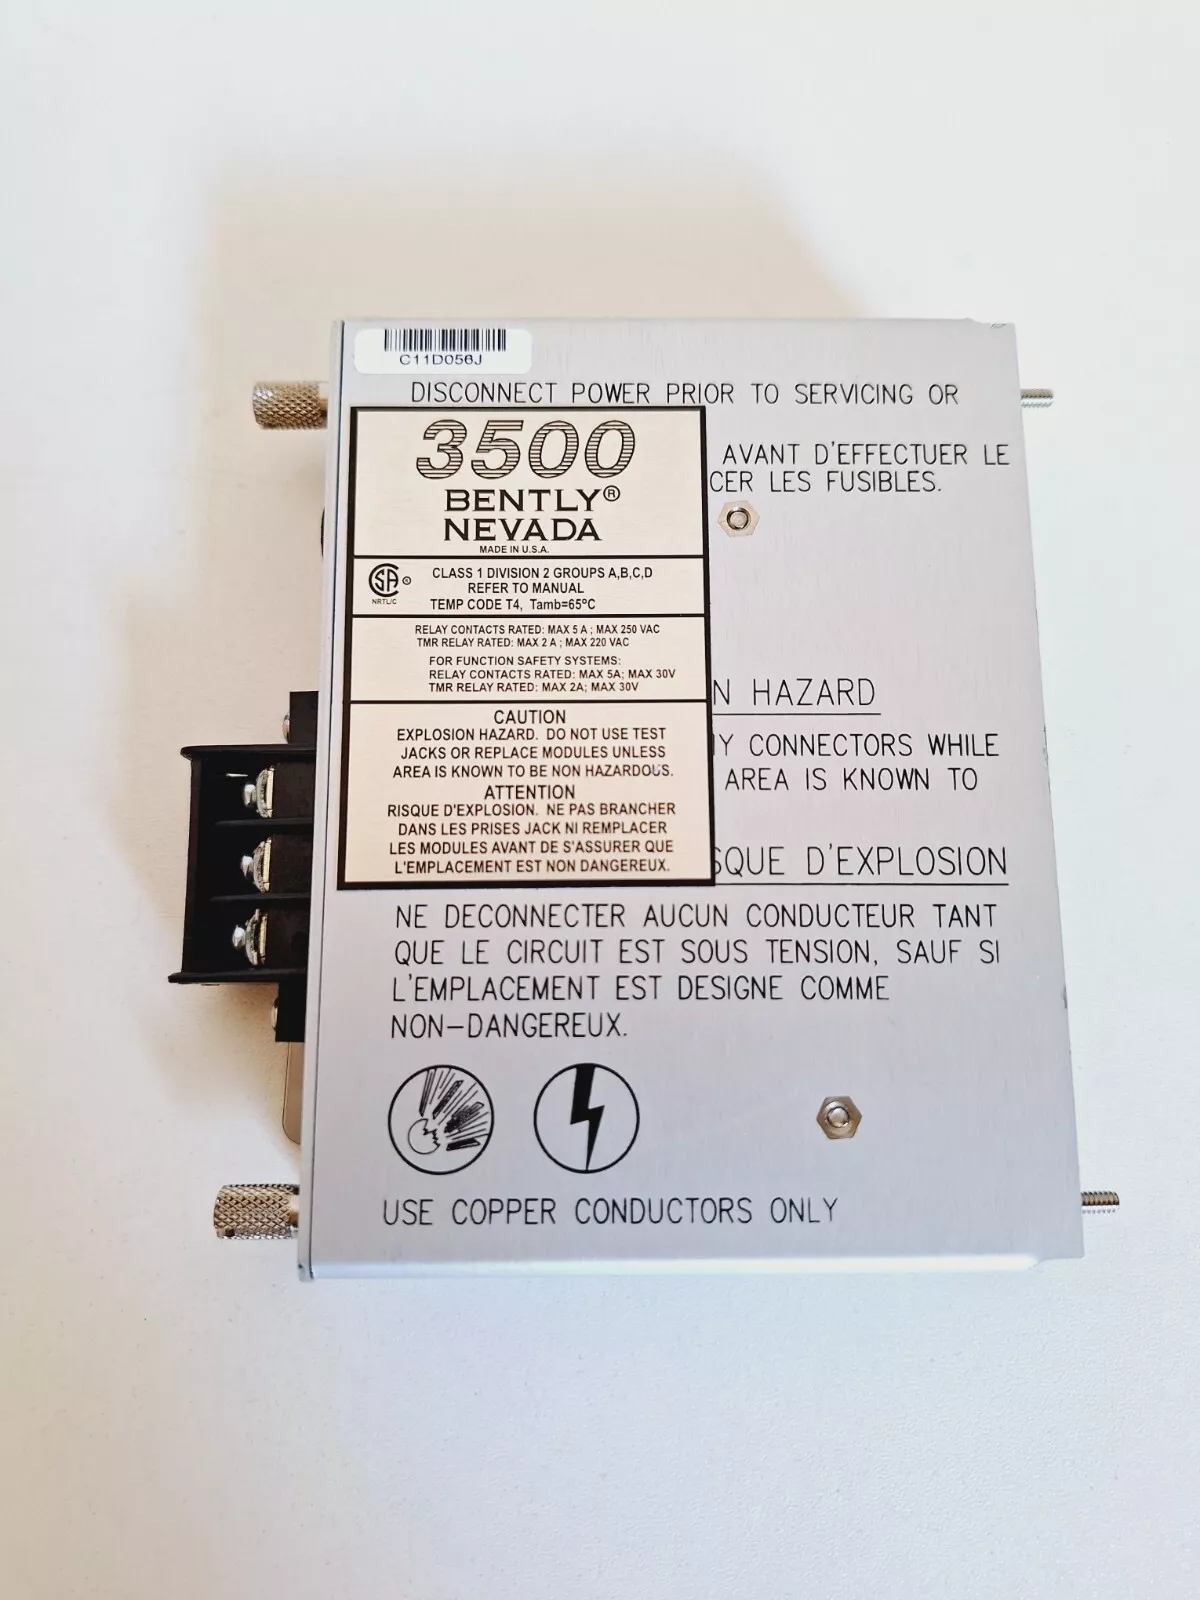 C11D056J
DISCONNECT POWER PRIOR TO SERVICING OR
3500
AVANT D'EFFECTUER LE
CER LES FUSIBLES.
BENTLY®
NEVADA
MADE IN U.S.A.
CSA ®
NRTL/C
CLASS 1 DIVISION 2 GROUPS A,B,C,D
REFER TO MANUAL
TEMP CODE T4, Tamb=65ºC
RELAY CONTACTS RATED: MAX 5 A ; MAX 250 VAC
TMR RELAY RATED: MAX 2 A ; MAX 220 VAC
FOR FUNCTION SAFETY SYSTEMS:
RELAY CONTACTS RATED: MAX 5A; MAX 30V
TMR RELAY RATED: MAX 2A; MAX 30V
CAUTION
EXPLOSION HAZARD. DO NOT USE TEST
JACKS OR REPLACE MODULES UNLESS
AREA IS KNOWN TO BE NON HAZARDOUS.
ATTENTION
RISQUE D'EXPLOSION. NE PAS BRANCHER
DANS LES PRISES JACK NI REMPLACER
LES MODULES AVANT DE S'ASSURER QUE
L'EMPLACEMENT EST NON DANGEREUX.
N HAZARD
Y CONNECTORS WHILE
AREA IS KNOWN TO
SQUE D'EXPLOSION
NE DECONNECTER AUCUN CONDUCTEUR TANT
QUE LE CIRCUIT EST SOUS TENSION, SAUF SI
L'EMPLACEMENT EST DESIGNE COMME
NON-DANGEREUX.
USE COPPER CONDUCTORS ONLY